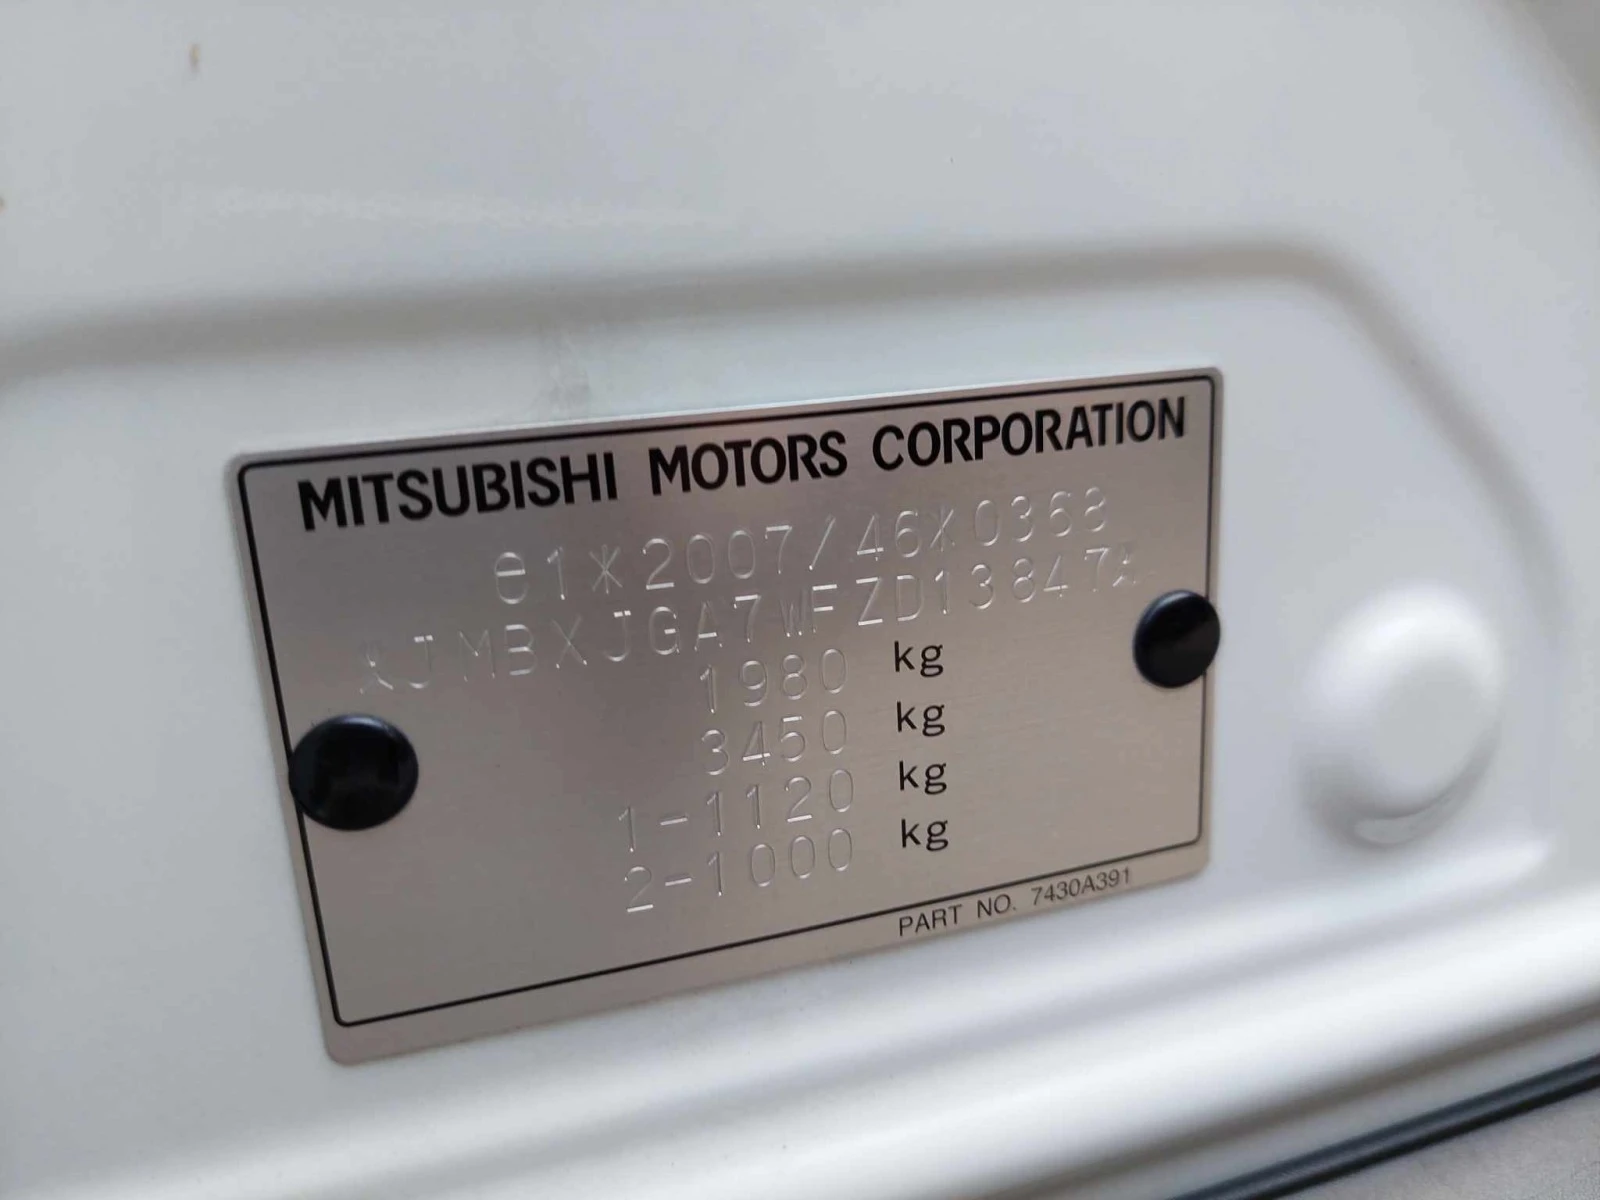 MITSUBISHI MOTORS CORPORATION
e1*2007/46*0368
*JMBXJGA7WFZD13847*
1980 kg
3450 kg
1-1120 kg
2-1000 kg
PART NO. 7430A391